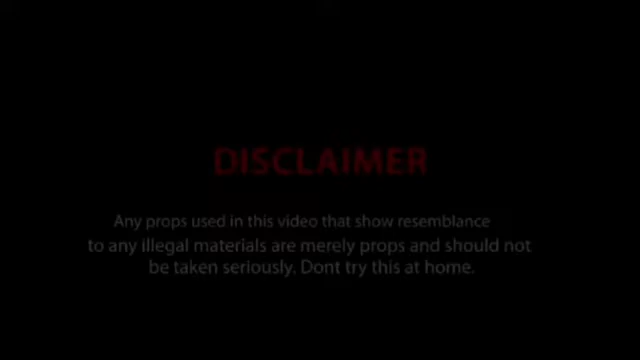 DISCLAIMER
Any props used in this video that show resemblance
to any illegal materials are merely props and should not
be taken seriously. Dont try this at home.